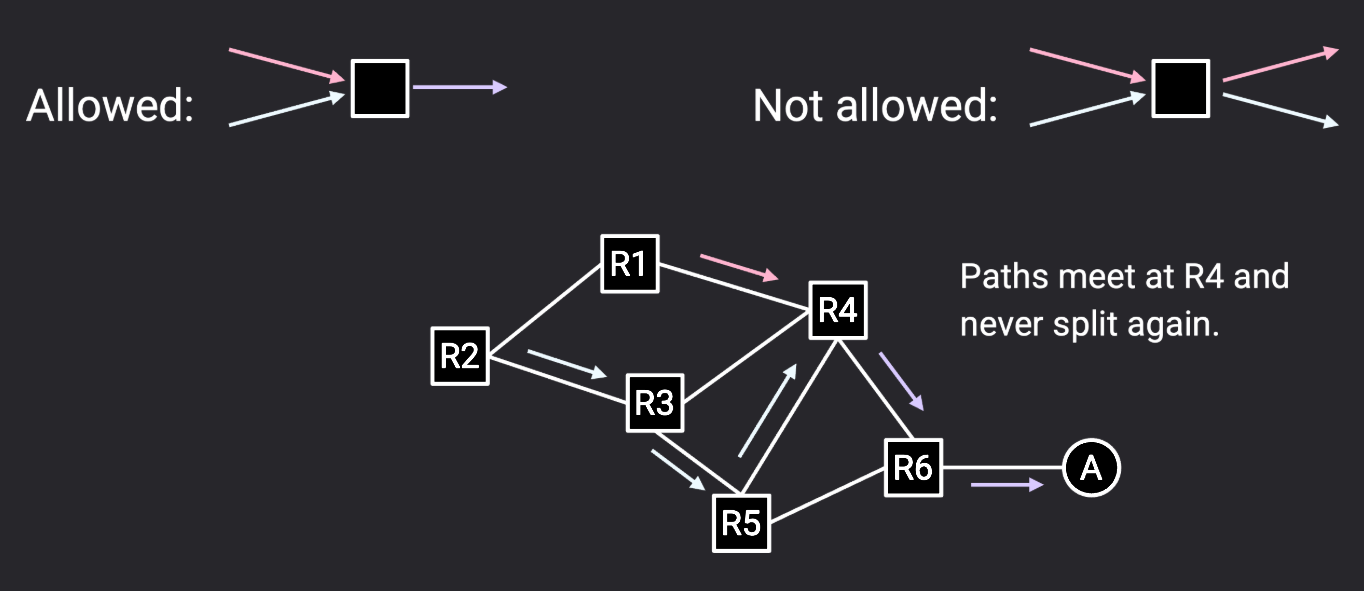 Allowed:
Not allowed:
R1
R4
Paths meet at R4 and
never split again.
R2
R3
R6
A
R5